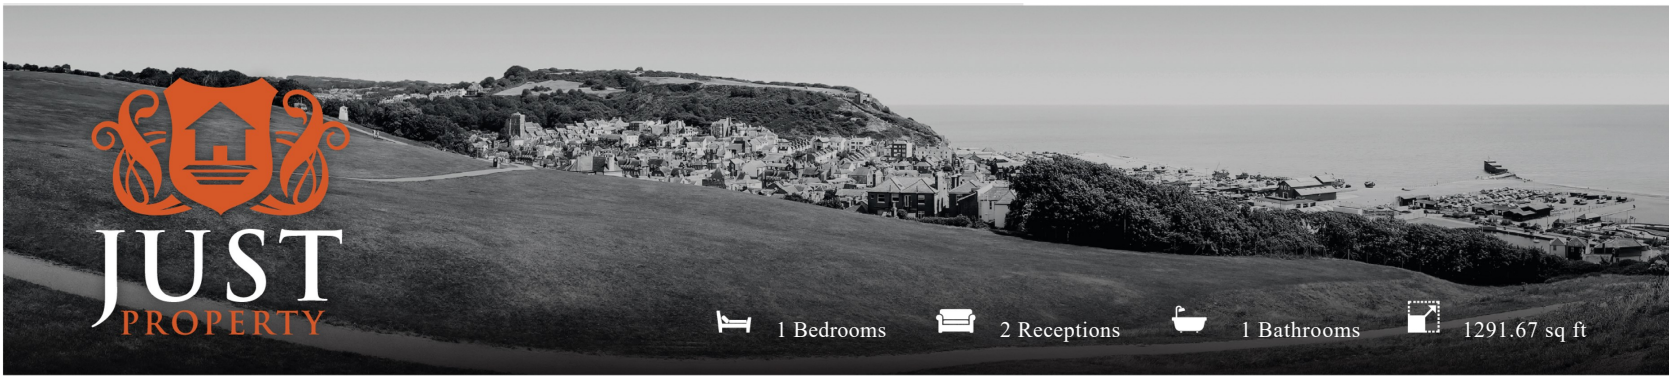 JUST
PROPERTY
1 Bedrooms
2 Receptions
1 Bathrooms
1291.67 sq ft